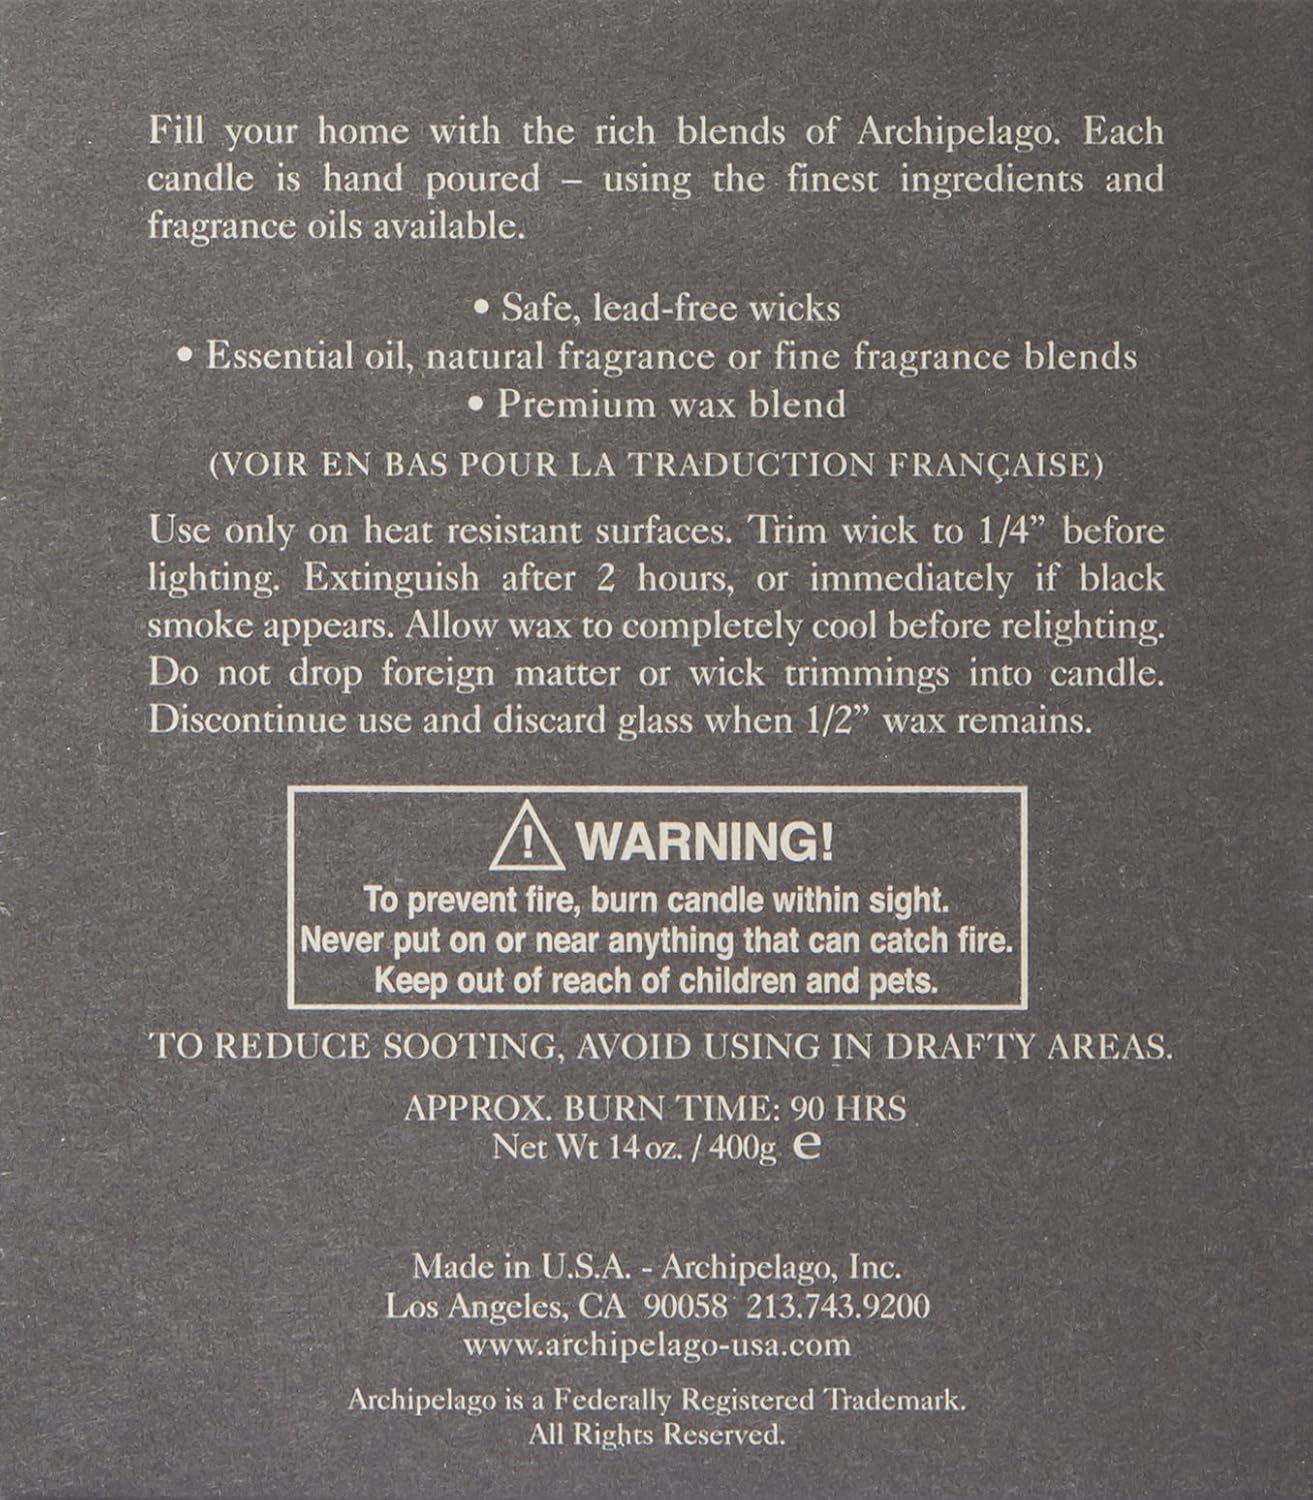 Fill your home with the rich blends of Archipelago. Each
candle is hand poured – using the finest ingredients and
fragrance oils available.
• Safe, lead-free wicks
• Essential oil, natural fragrance or fine fragrance blends
• Premium wax blend
(VOIR EN BAS POUR LA TRADUCTION FRANÇAISE)
Use only on heat resistant surfaces. Trim wick to 1/4” before
lighting. Extinguish after 2 hours, or immediately if black
smoke appears. Allow wax to completely cool before relighting.
Do not drop foreign matter or wick trimmings into candle.
Discontinue use and discard glass when 1/2” wax remains.
! WARNING!
To prevent fire, burn candle within sight.
Never put on or near anything that can catch fire.
Keep out of reach of children and pets.
TO REDUCE SOOTING, AVOID USING IN DRAFTY AREAS.
APPROX. BURN TIME: 90 HRS
Net Wt 14 oz. / 400g e
Made in U.S.A. - Archipelago, Inc.
Los Angeles, CA 90058 213.743.9200
www.archipelago-usa.com
Archipelago is a Federally Registered Trademark.
All Rights Reserved.